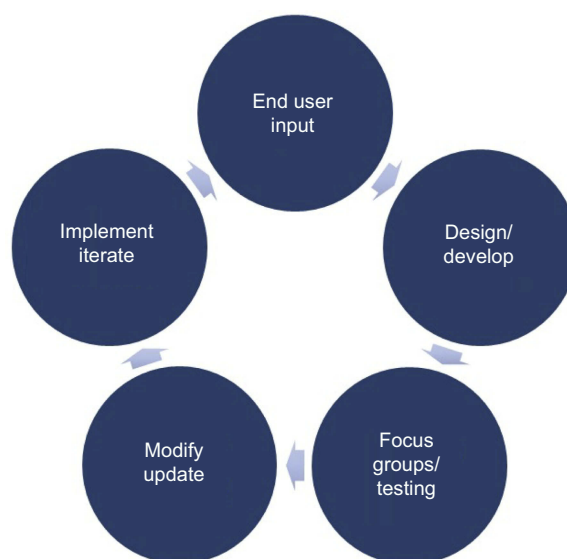 End user
input
Design/
develop
Focus
groups/
testing
Modify
update
Implement
iterate